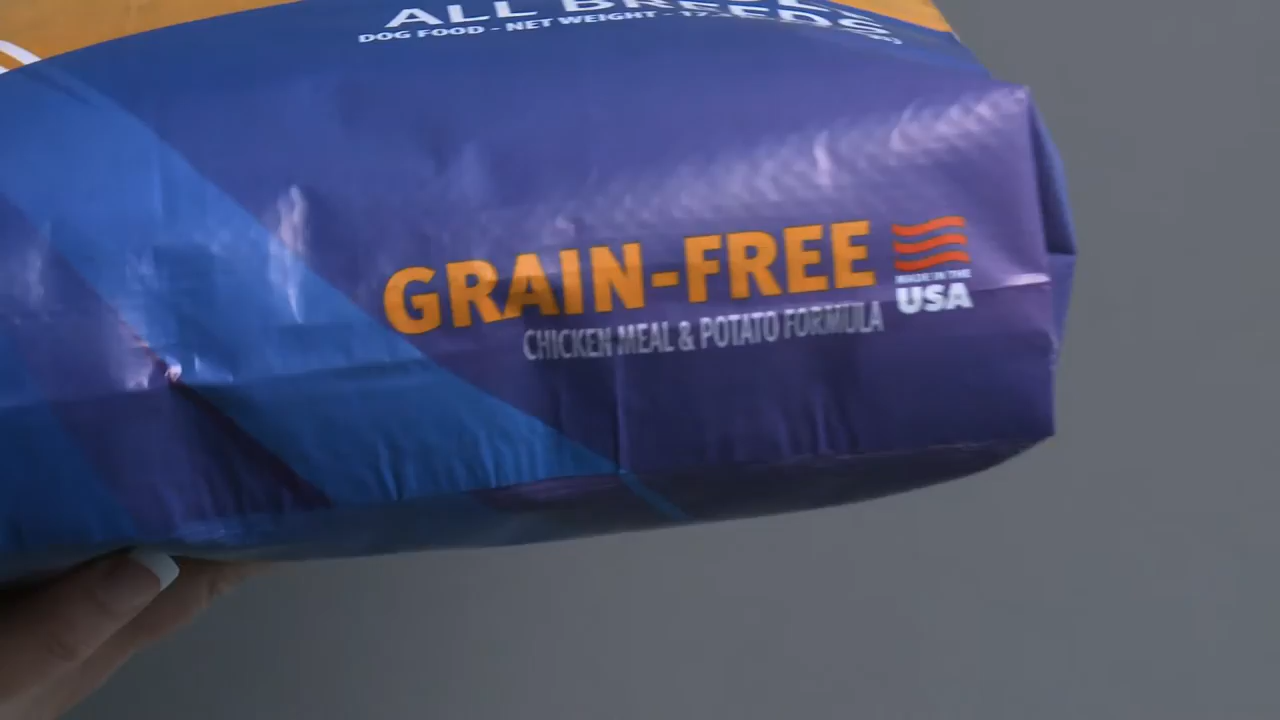 ALL BREEDS
DOG FOOD - NET WEIGHT -
GRAIN-FREE
CHICKEN MEAL & POTATO FORMULA
MADE IN THE
USA